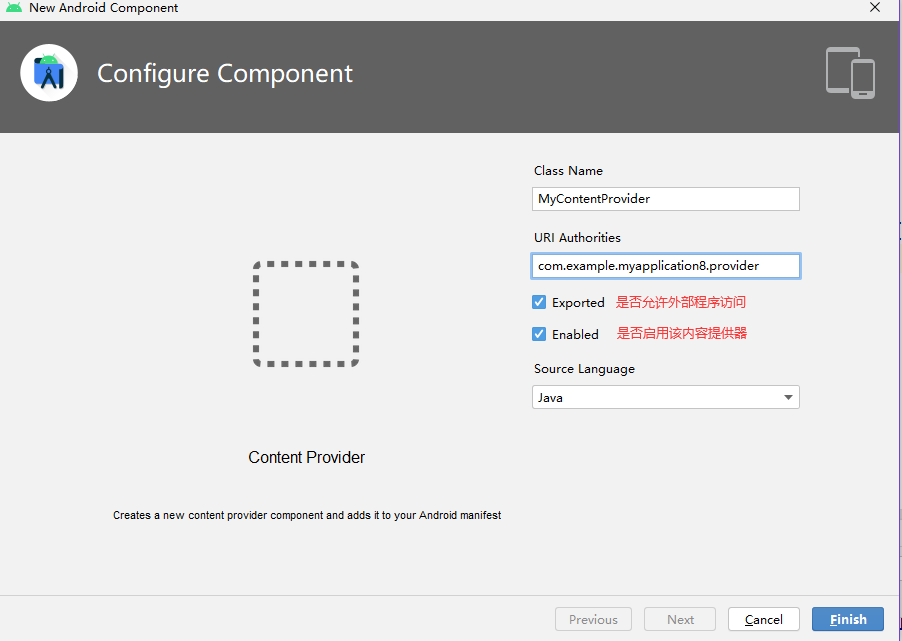 New Android Component
Configure Component
Class Name
MyContentProvider
URI Authorities
com.example.myapplication8.provider
Exported 是否允许外部程序访问
Enabled 是否启用该内容提供器
Source Language
Java
Content Provider
Creates a new content provider component and adds it to your Android manifest
Previous Next Cancel Finish